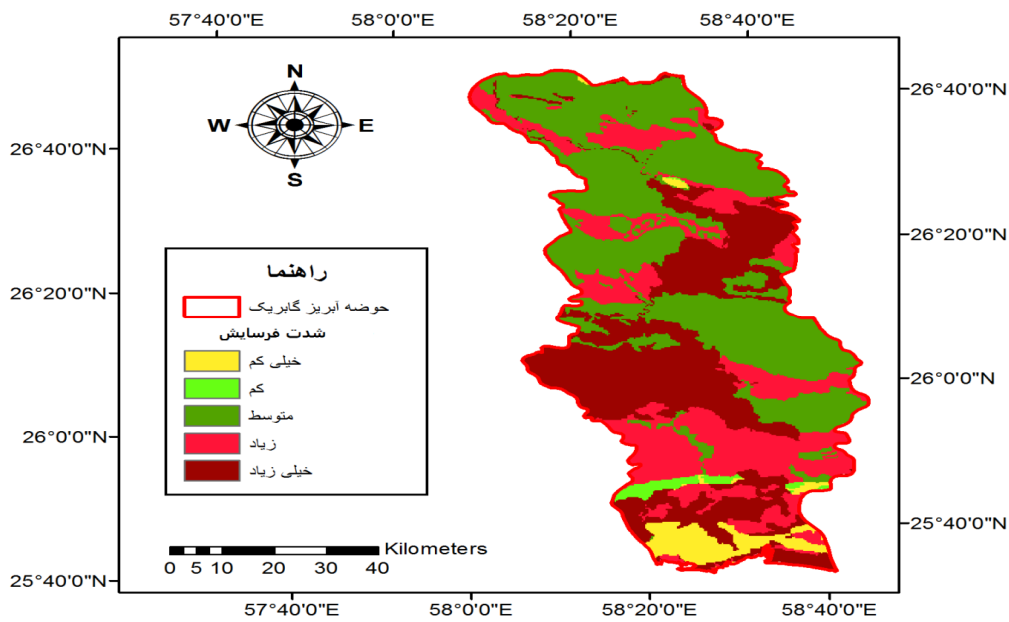 57°40'0"E 58°0'0"E 58°20'0"E 58°40'0"E
N
W E
S
26°40'0"N
26°40'0"N
26°20'0"N
26°20'0"N
26°0'0"N
26°0'0"N
25°40'0"N
25°40'0"N
راهنما
حوضه آبریز گابریک
شدت فرسایش
خیلی کم
کم
متوسط
زیاد
خیلی زیاد
Kilometers
0 5 10 20 30 40
57°40'0"E 58°0'0"E 58°20'0"E 58°40'0"E